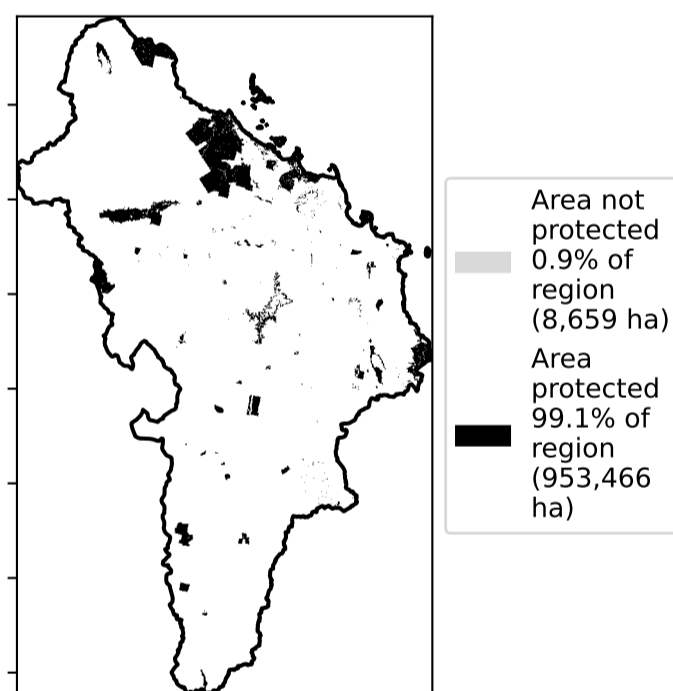 Area not
protected
0.9% of
region
(8,659 ha)
Area
protected
99.1% of
region
(953,466
ha)